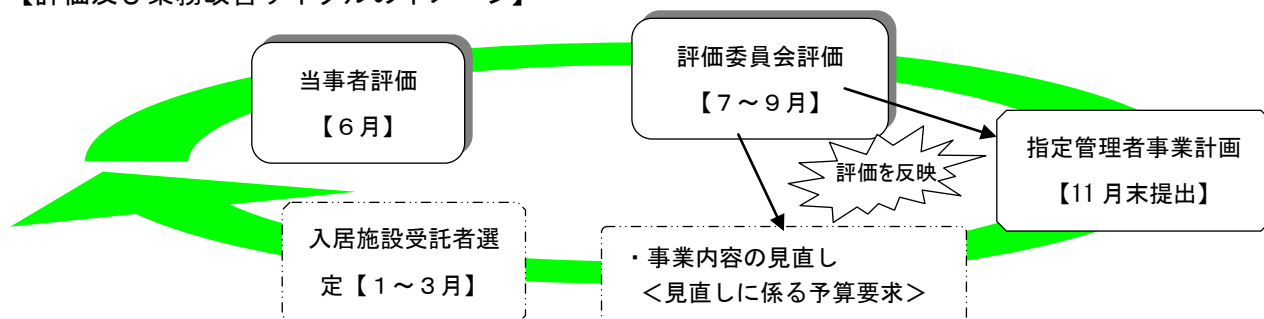 【評価及び業務改善サイクルのイメージ】
当事者評価
【６月】
評価委員会評価
【７～９月】
評価を反映
指定管理者事業計画
【11 月末提出】
入居施設受託者選
定【１～３月】
・事業内容の見直し
＜見直しに係る予算要求＞